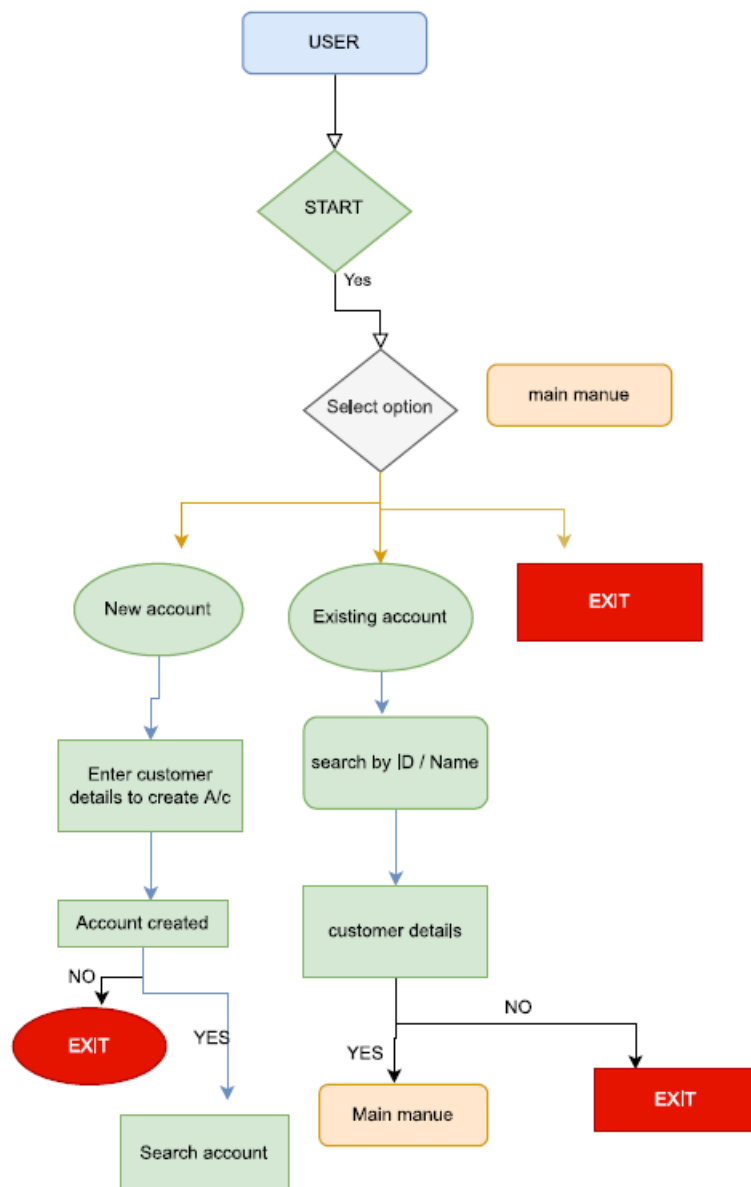 USER
START
Yes
Select option
main manue
New account
Existing account
EXIT
Enter customer
details to create A/c
search by ID / Name
Account created
customer details
NO
EXIT
YES
Search account
NO
YES
Main manue
EXIT